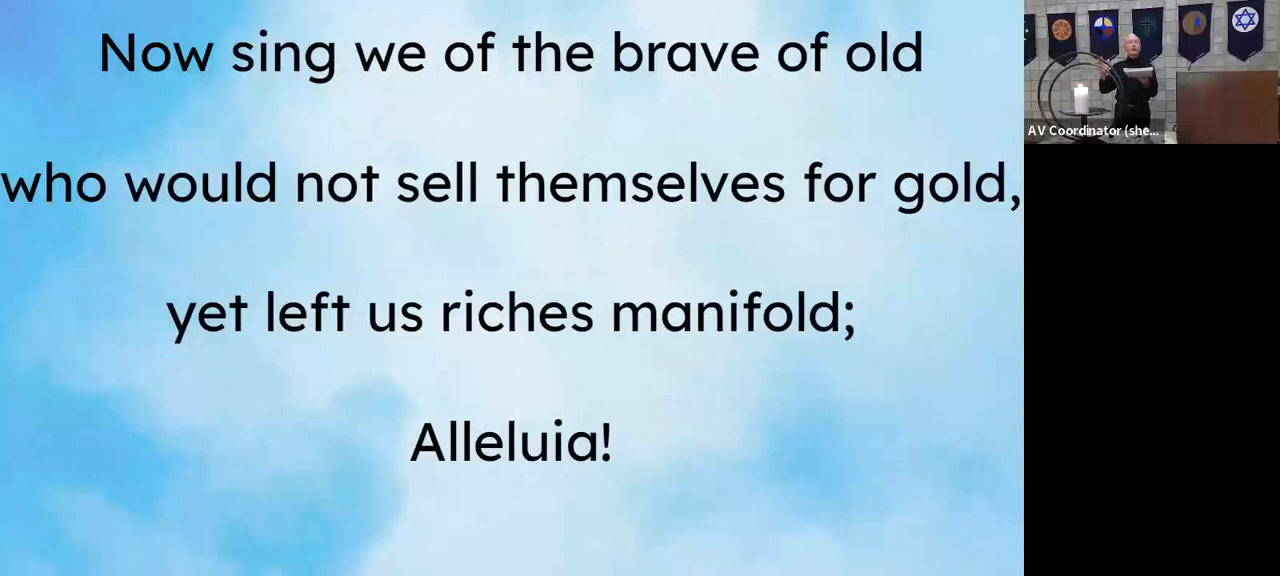 Now sing we of the brave of old
who would not sell themselves for gold,
yet left us riches manifold;
Alleluia!
AV Coordinator (she...